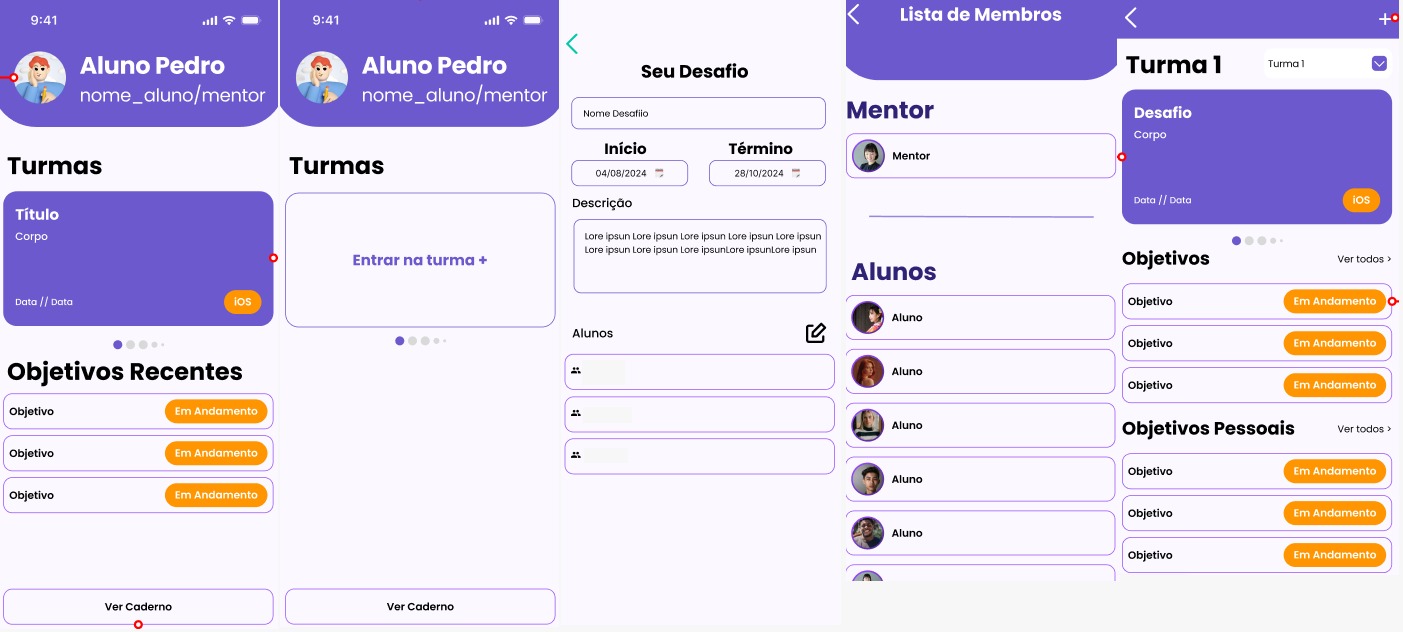 9:41
Aluno Pedro
nome_aluno/mentor
Turmas
Título
Corpo
Data // Data
iOS
Objetivos Recentes
Objetivo
Em Andamento
Objetivo
Em Andamento
Objetivo
Em Andamento
Ver Caderno
9:41
Aluno Pedro
nome_aluno/mentor
Turmas
Entrar na turma +
Ver Caderno
Seu Desafio
Nome Desafiio
Início
Término
04/08/2024
28/10/2024
Descrição
Lore ipsun Lore ipsun Lore ipsun Lore ipsun Lore ipsun
Lore ipsun Lore ipsun Lore ipsunLore ipsunLore ipsun
Alunos
Lista de Membros
Mentor
Mentor
Alunos
Aluno
Aluno
Aluno
Aluno
Aluno
Turma 1
Turma 1
Desafio
Corpo
Data // Data
iOS
Objetivos
Ver todos >
Objetivo
Em Andamento
Objetivo
Em Andamento
Objetivo
Em Andamento
Objetivos Pessoais
Ver todos >
Objetivo
Em Andamento
Objetivo
Em Andamento
Objetivo
Em Andamento